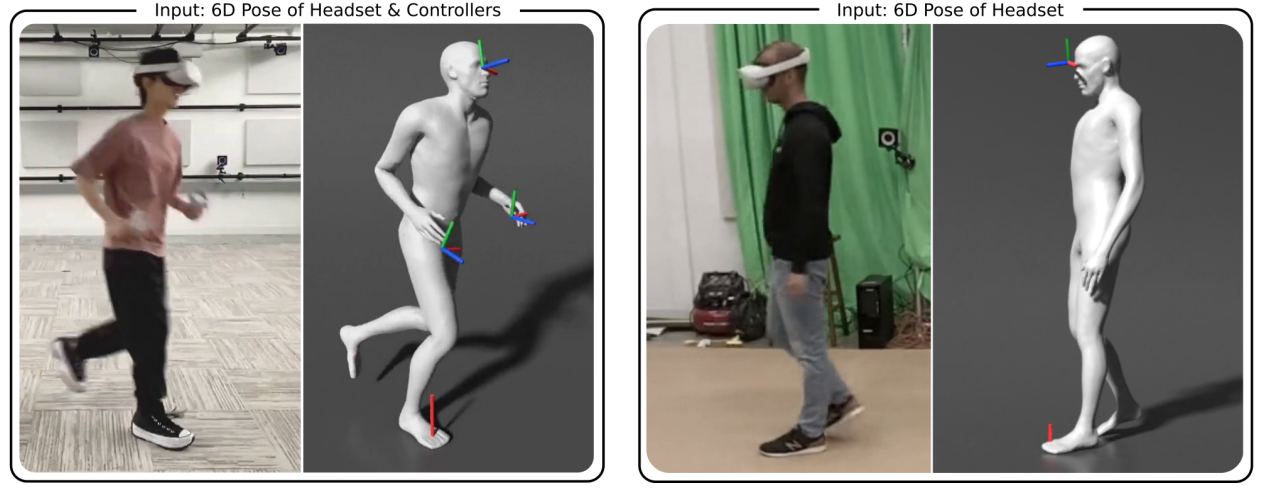 Input: 6D Pose of Headset & Controllers
Input: 6D Pose of Headset